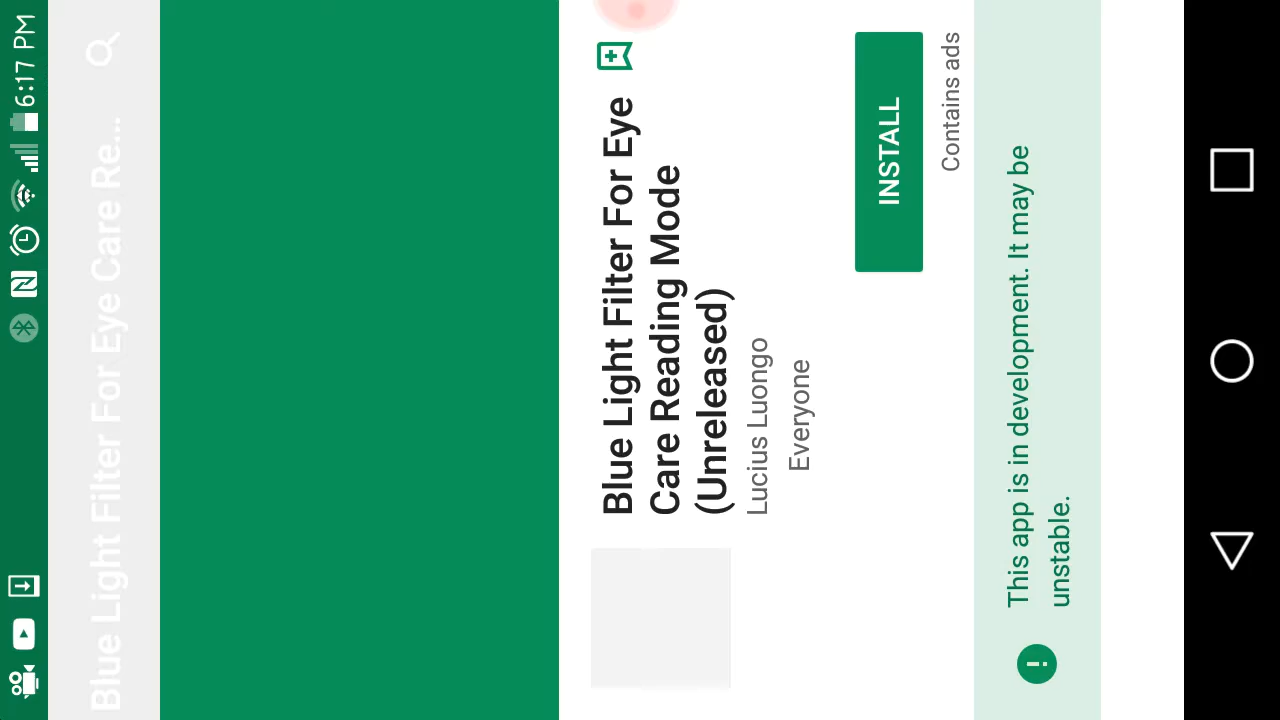 6:17 PM
Blue Light Filter For Eye Care Re...
Blue Light Filter For Eye
Care Reading Mode
(Unreleased)
Lucius Luongo
Everyone
INSTALL
Contains ads
This app is in development. It may be
unstable.